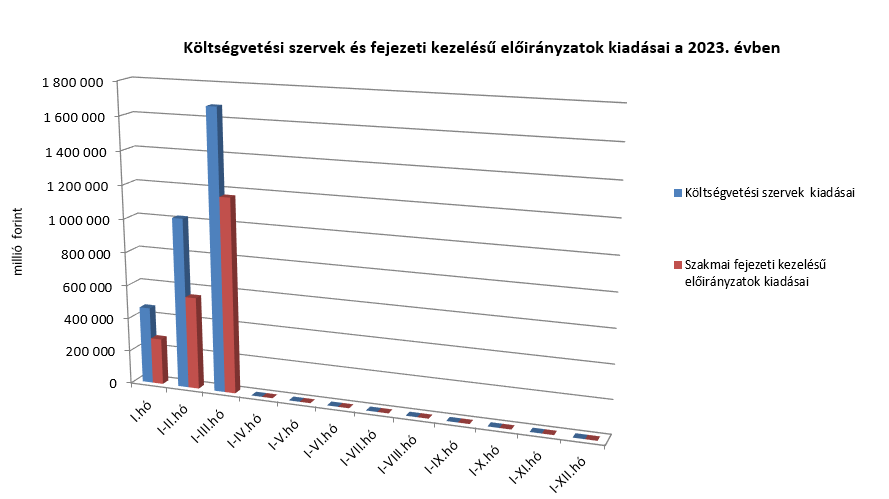 Költségvetési szervek és fejezeti kezelésű előirányzatok kiadásai a 2023. évben
1 800 000
1 600 000
1 400 000
1 200 000
1 000 000
800 000
600 000
400 000
200 000
0
millió forint
I.hó
I-II.hó
I-III.hó
I-IV.hó
I-V.hó
I-VI.hó
I-VII.hó
I-VIII.hó
I-IX.hó
I-X.hó
I-XI.hó
I-XII.hó
Költségvetési szervek kiadásai
Szakmai fejezeti kezelésű
előirányzatok kiadásai